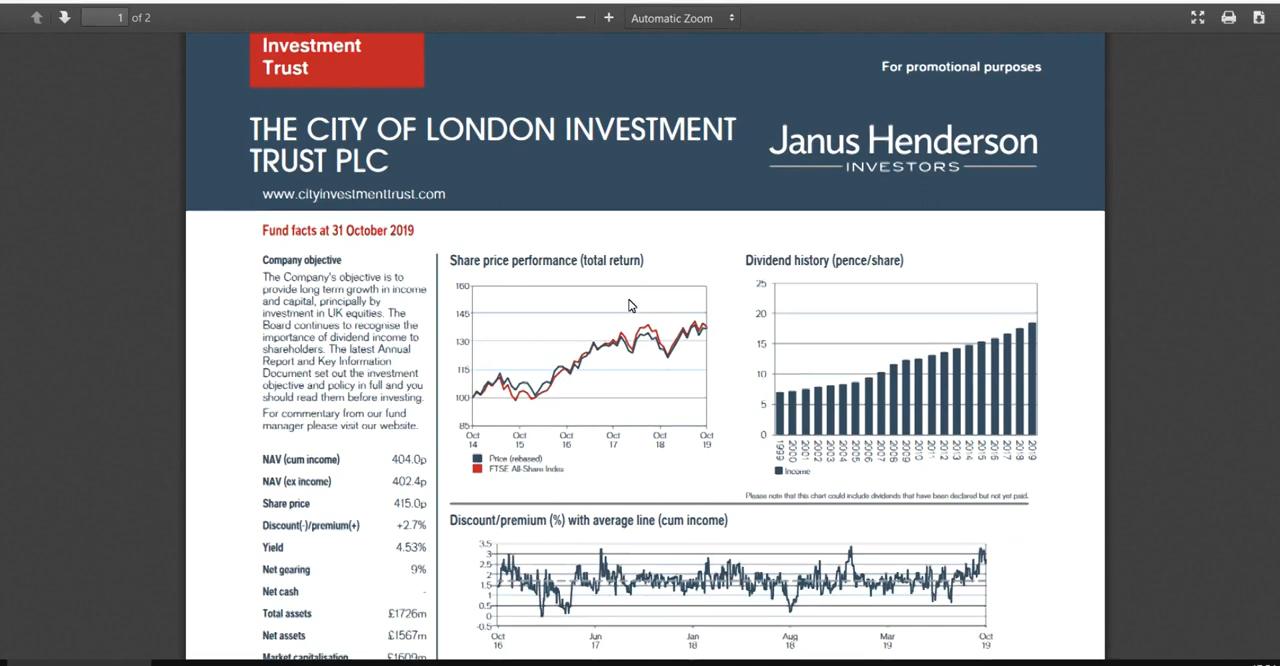 1 of 2
Automatic Zoom
Investment
Trust
For promotional purposes
THE CITY OF LONDON INVESTMENT
TRUST PLC
Janus Henderson
INVESTORS
www.cityinvestmenttrust.com
Fund facts at 31 October 2019
Company objective
The Company's objective is to
provide long term growth in income
and capital, principally by
investment in UK equities. The
Board continues to recognise the
importance of dividend income to
shareholders. The latest Annual
Report and Key Information
Document set out the investment
objective and policy in full and you
should read them before investing.
For commentary from our fund
manager please visit our website.
NAV (cum income) 404.0p
NAV (ex income) 402.4p
Share price 415.0p
Discount(-)/premium(+) +2.7%
Yield 4.53%
Net gearing 9%
Net cash -
Total assets £1726m
Net assets £1567m
Market capitalisation £1609m
Share price performance (total return)
160
145
130
115
100
85
Oct 14 Oct 15 Oct 16 Oct 17 Oct 18 Oct 19
Price (rebased)
FTSE All-Share Index
Dividend history (pence/share)
25
20
15
10
5
0
1999 2000 2001 2002 2003 2004 2005 2006 2007 2008 2009 2010 2011 2012 2013 2014 2015 2016 2017 2018 2019
Income
Please note that this chart could include dividends that have been declared but not yet paid.
Discount/premium (%) with average line (cum income)
3.5
3
2.5
2
1.5
1
0.5
0
-0.5
Oct 16 Jun 17 Jan 18 Aug 18 Mar 19 Oct 19